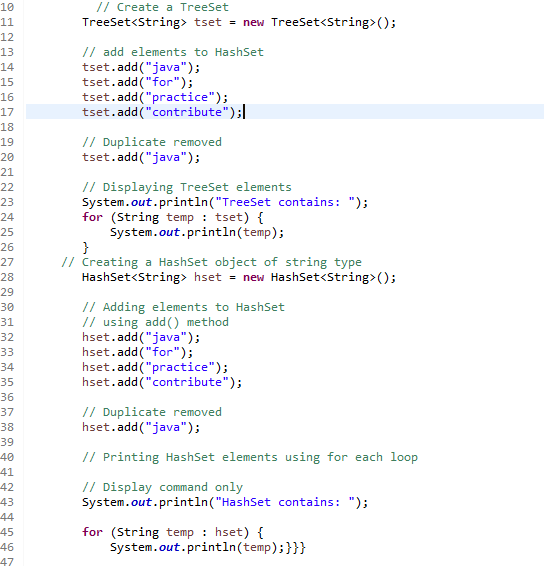 10 // Create a TreeSet
11 TreeSet<String> tset = new TreeSet<String>();
12
13 // add elements to HashSet
14 tset.add("java");
15 tset.add("for");
16 tset.add("practice");
17 tset.add("contribute");
18
19 // Duplicate removed
20 tset.add("java");
21
22 // Displaying TreeSet elements
23 System.out.println("TreeSet contains: ");
24 for (String temp : tset) {
25 System.out.println(temp);
26 }
27 // Creating a HashSet object of string type
28 HashSet<String> hset = new HashSet<String>();
29
30 // Adding elements to HashSet
31 // using add() method
32 hset.add("java");
33 hset.add("for");
34 hset.add("practice");
35 hset.add("contribute");
36
37 // Duplicate removed
38 hset.add("java");
39
40 // Printing HashSet elements using for each loop
41
42 // Display command only
43 System.out.println("HashSet contains: ");
44
45 for (String temp : hset) {
46 System.out.println(temp);}}}
47